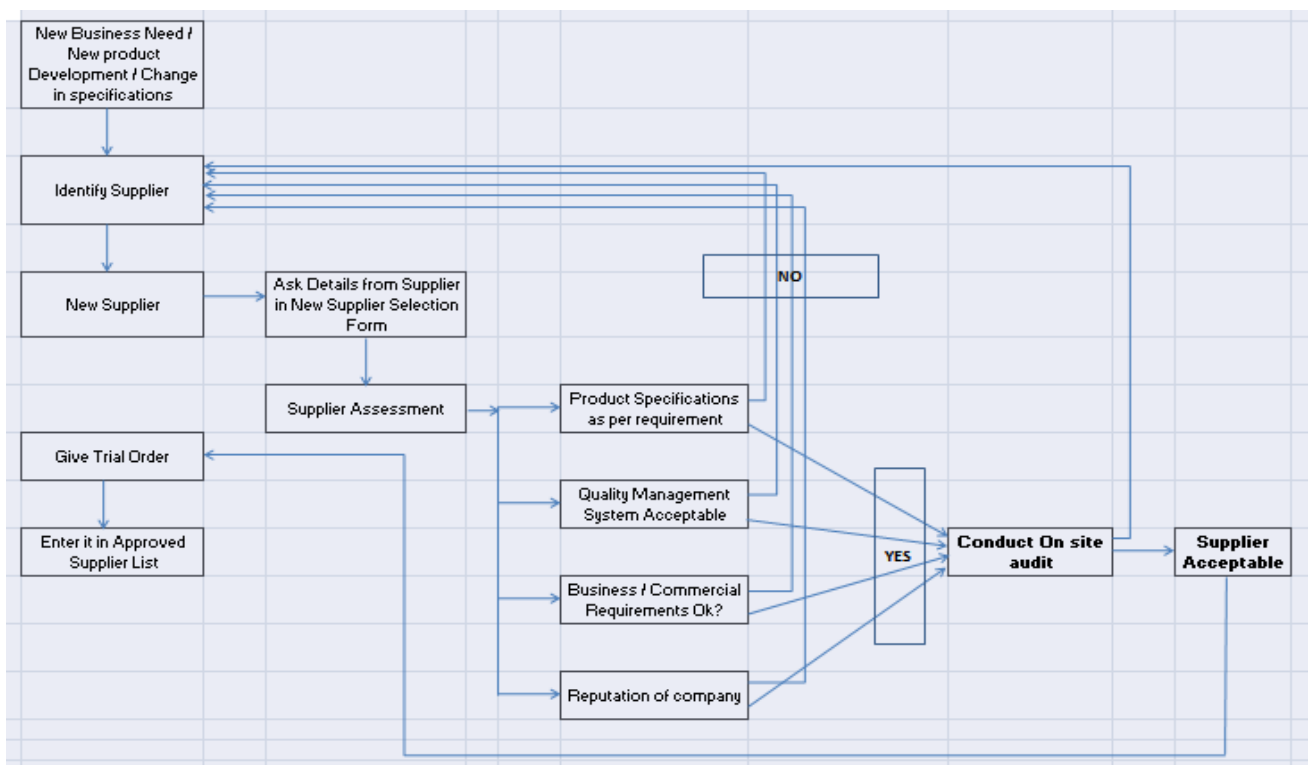 New Business Need /
New product
Development / Change
in specifications
Identify Supplier
New Supplier
Ask Details from Supplier
in New Supplier Selection
Form
NO
Supplier Assessment
Product Specifications
as per requirement
Give Trial Order
Quality Management
System Acceptable
Enter it in Approved
Supplier List
YES
Conduct On site
audit
Supplier
Acceptable
Business / Commercial
Requirements Ok?
Reputation of company